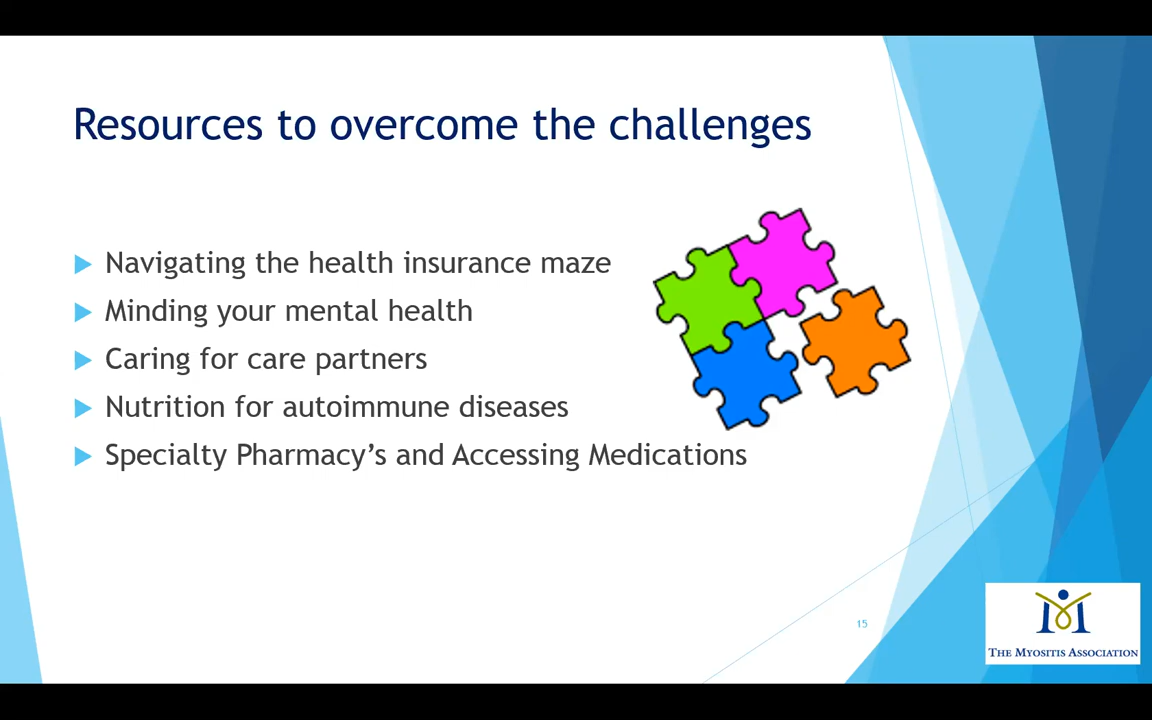 Resources to overcome the challenges
Navigating the health insurance maze
Minding your mental health
Caring for care partners
Nutrition for autoimmune diseases
Specialty Pharmacy’s and Accessing Medications
15
THE MYOSITIS ASSOCIATION